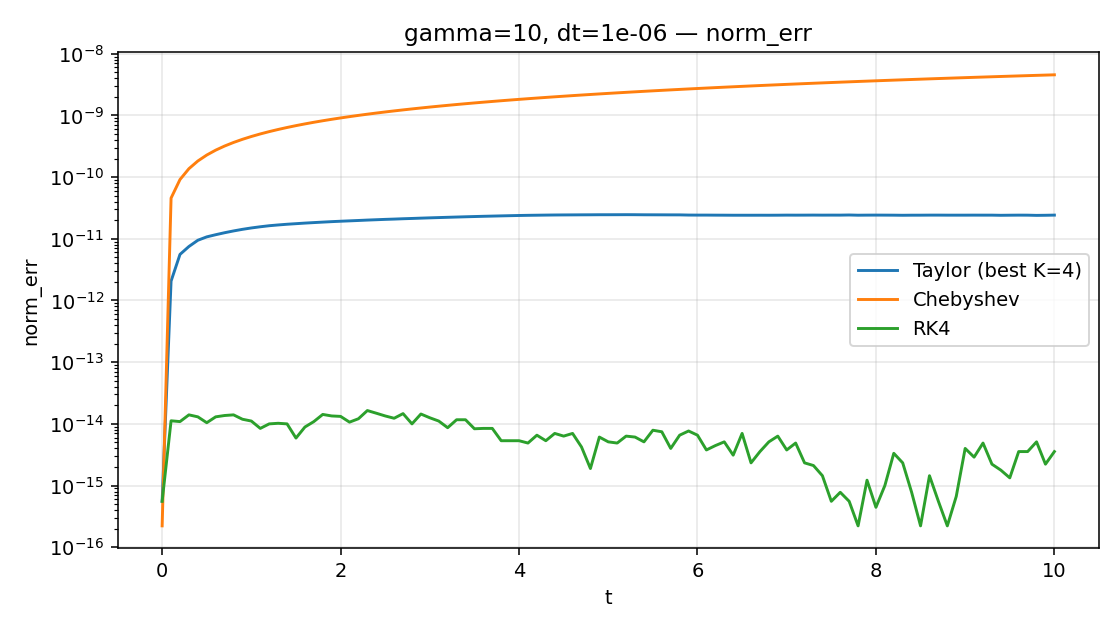 gamma=10, dt=1e-06 — norm_err
norm_err
10⁻⁸
10⁻⁹
10⁻¹⁰
10⁻¹¹
10⁻¹²
10⁻¹³
10⁻¹⁴
10⁻¹⁵
10⁻¹⁶
Taylor (best K=4)
Chebyshev
RK4
0 2 4 6 8 10
t